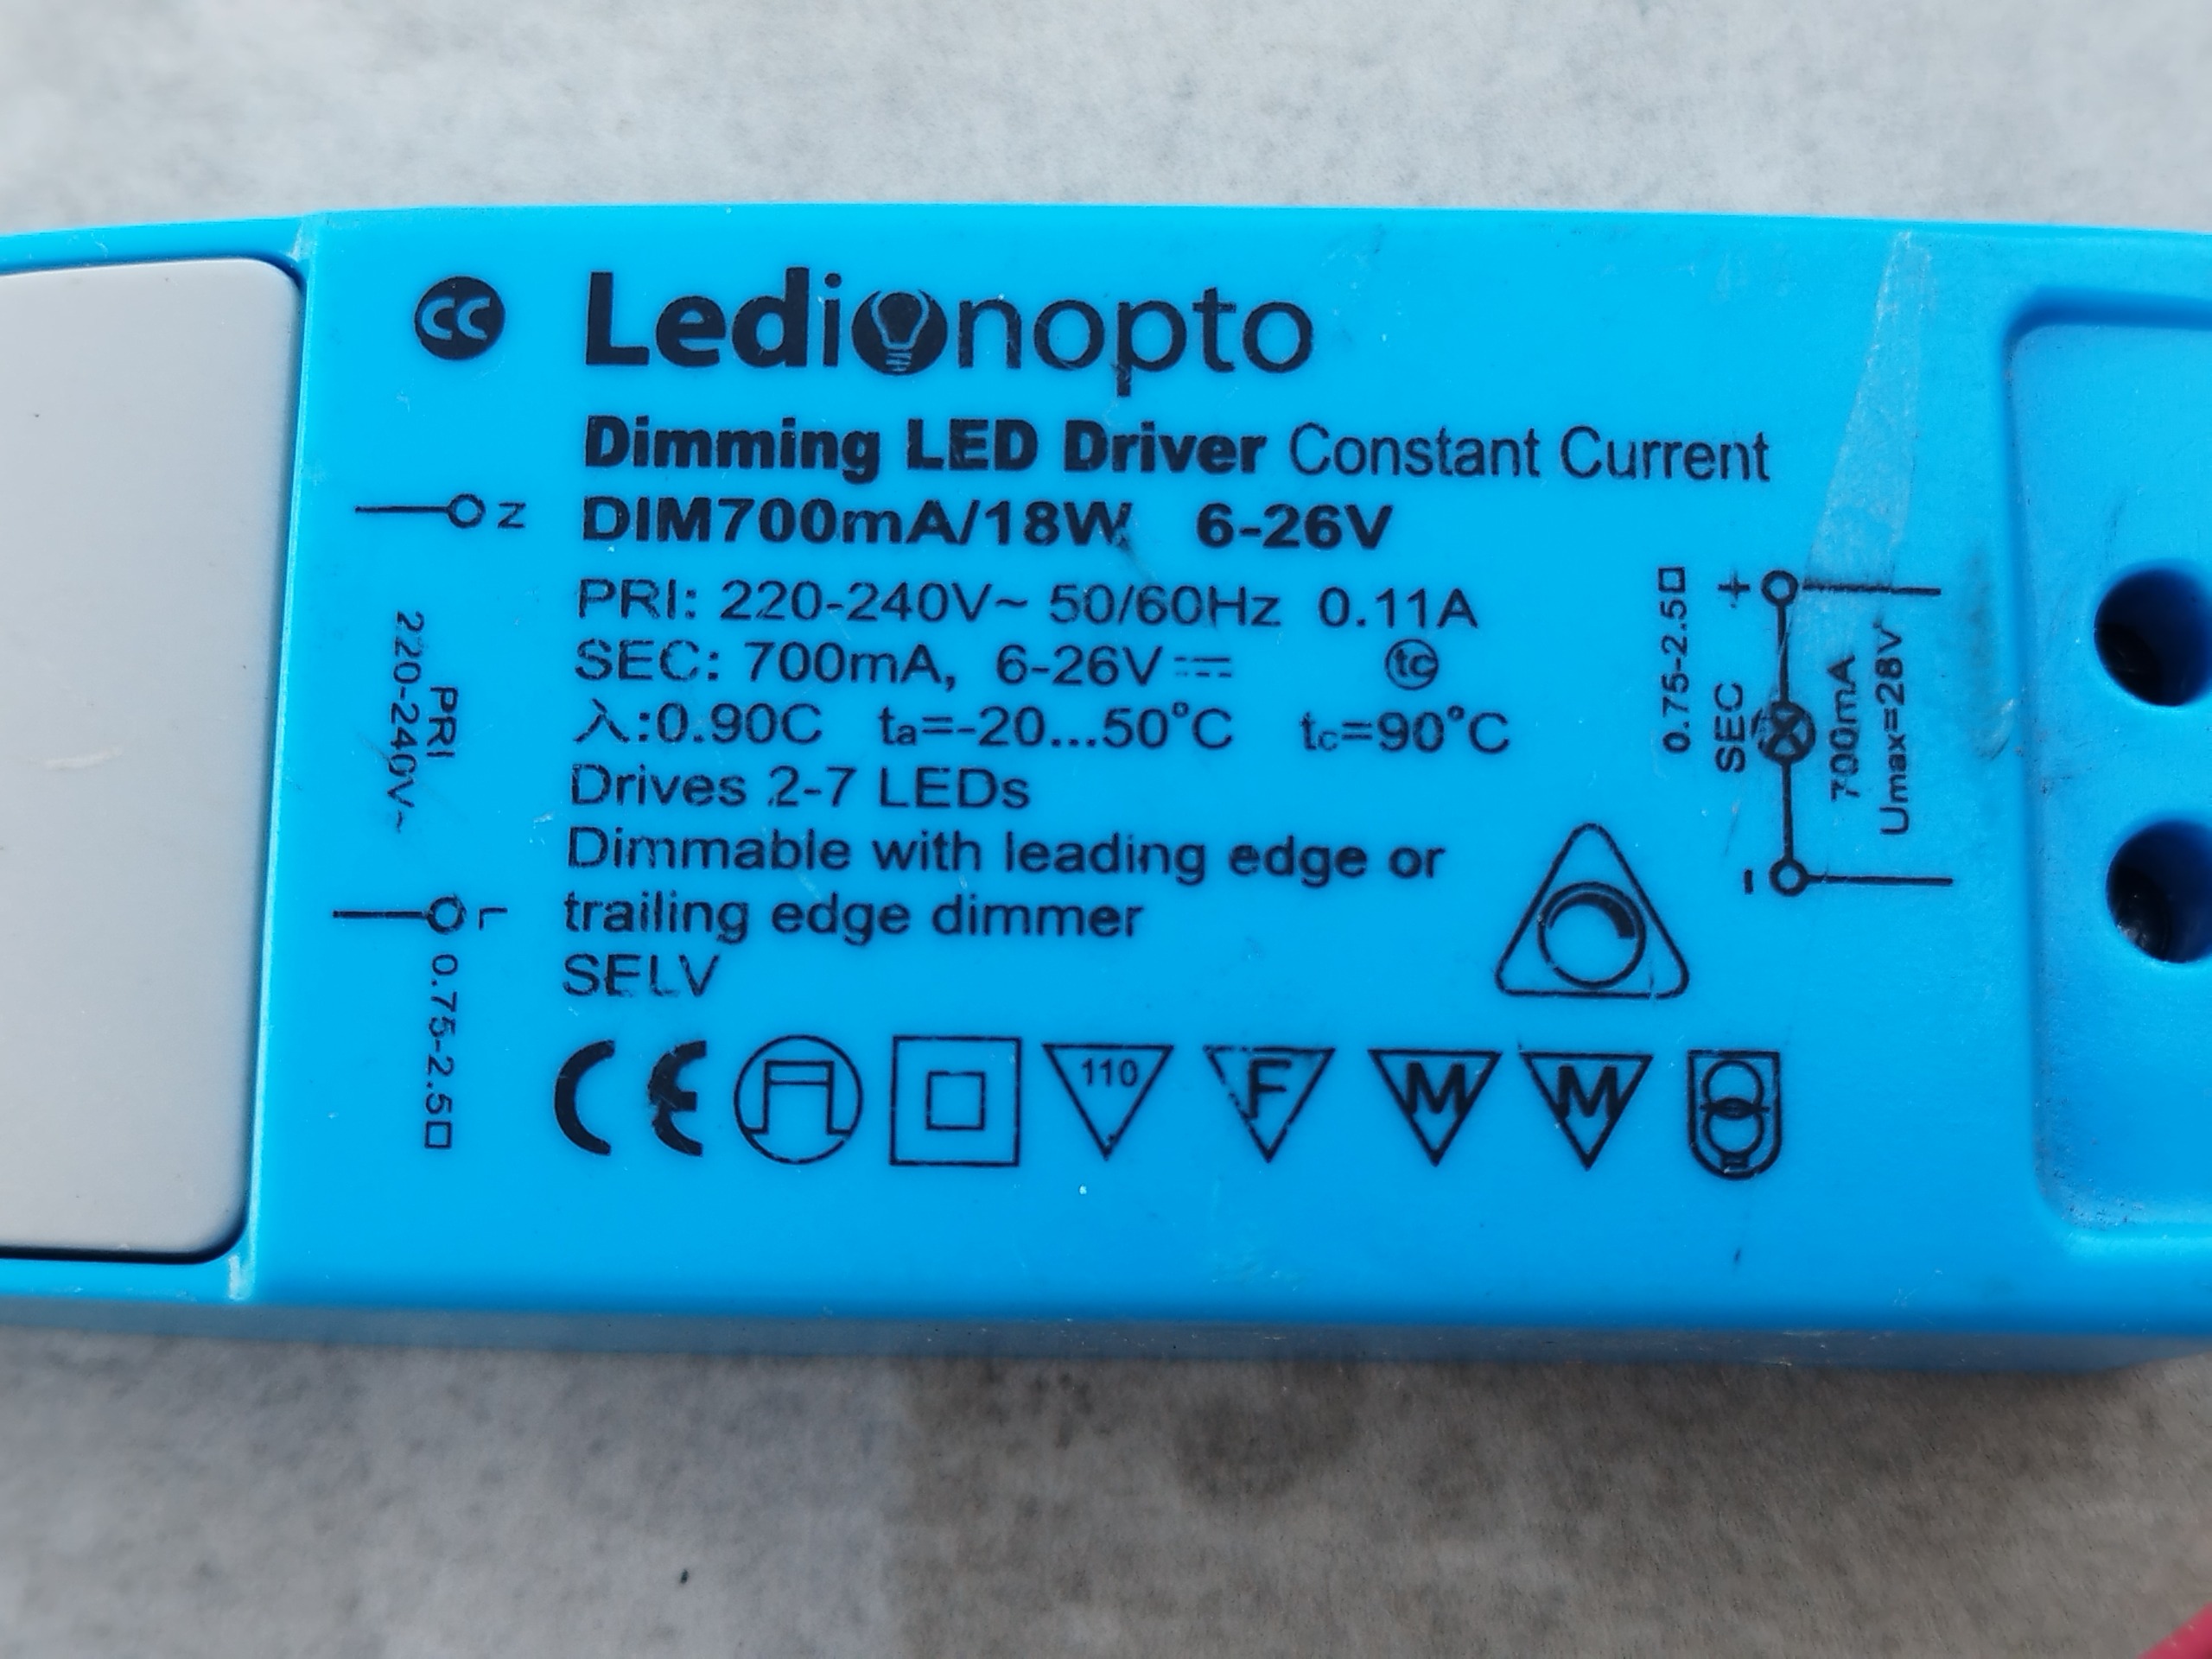 CC
Ledionopto
Dimming LED Driver Constant Current
DIM700mA/18W 6-26V
PRI: 220-240V~ 50/60Hz 0.11A
SEC: 700mA, 6-26V⎓
tc
λ:0.90C ta=-20...50°C tc=90°C
Drives 2-7 LEDs
Dimmable with leading edge or
trailing edge dimmer
SELV
CE 110 F M M
N
PRI
220-240V~
L
0.75-2.5□
0.75-2.5□
+
SEC
-
700mA
Umax=28V